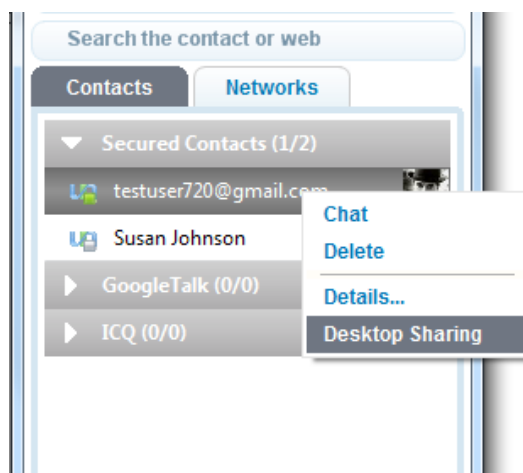 Search the contact or web
Contacts
Networks
Secured Contacts (1/2)
testuser720@gmail.com
Susan Johnson
GoogleTalk (0/0)
ICQ (0/0)
Chat
Delete
Details...
Desktop Sharing